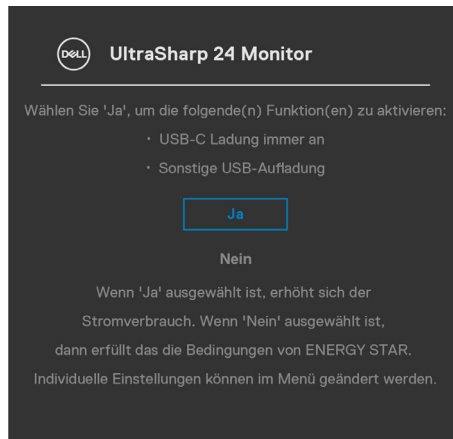 DELL
UltraSharp 24 Monitor
Wählen Sie 'Ja', um die folgende(n) Funktion(en) zu aktivieren:
· USB-C Ladung immer an
· Sonstige USB-Aufladung
Ja
Nein
Wenn 'Ja' ausgewählt ist, erhöht sich der
Stromverbrauch. Wenn 'Nein' ausgewählt ist,
dann erfüllt das die Bedingungen von ENERGY STAR.
Individuelle Einstellungen können im Menü geändert werden.